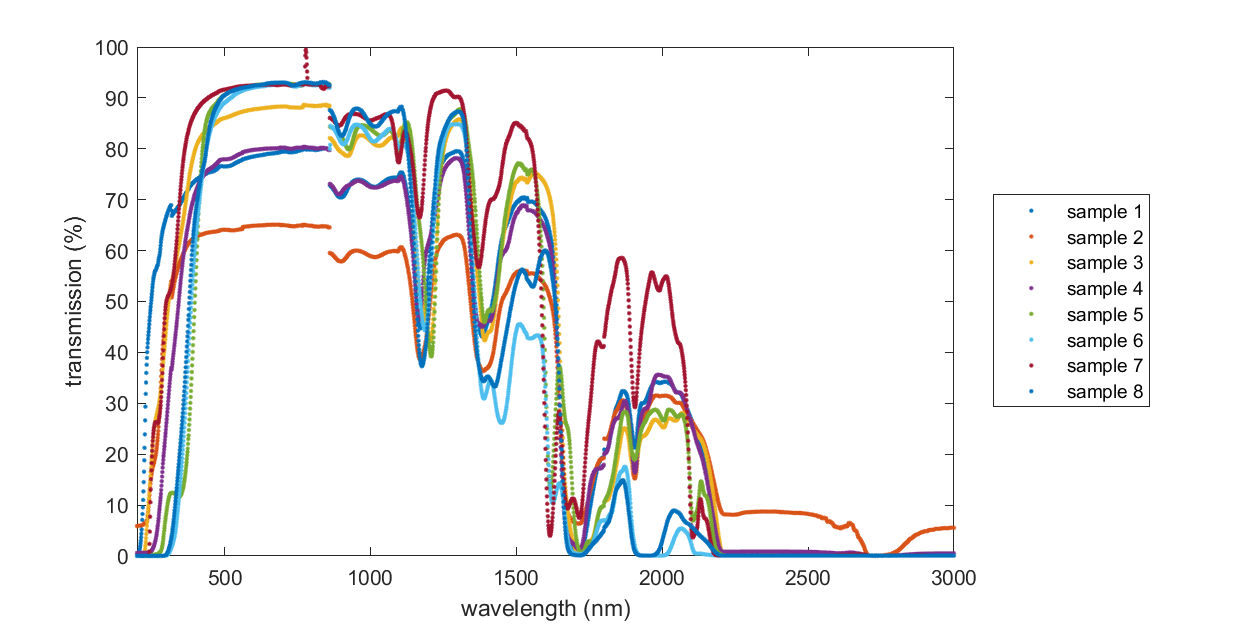 100
90
80
70
60
50
40
30
20
10
0
transmission (%)
500 1000 1500 2000 2500 3000
wavelength (nm)
sample 1
sample 2
sample 3
sample 4
sample 5
sample 6
sample 7
sample 8